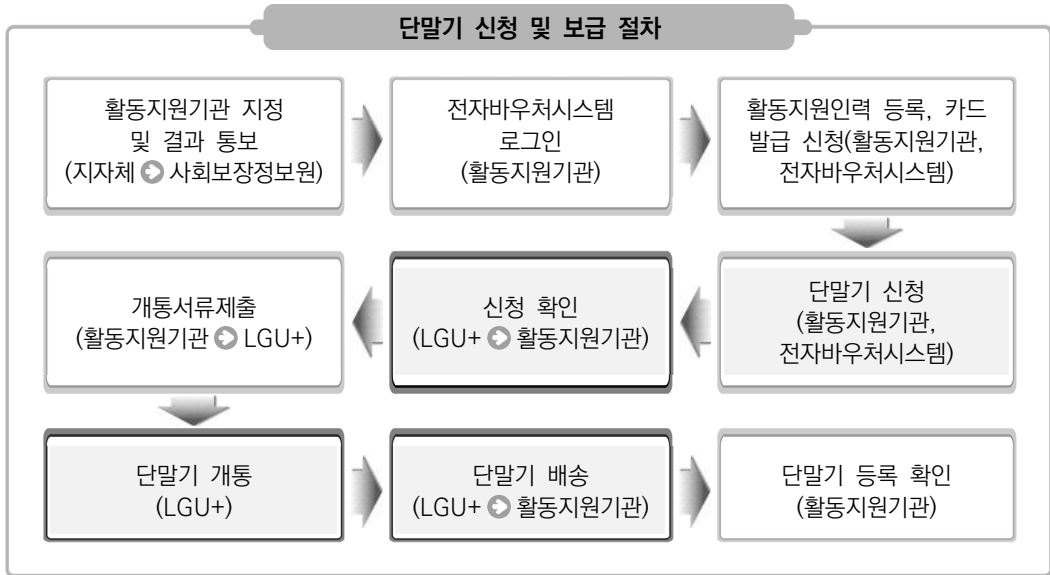 단말기 신청 및 보급 절차
활동지원기관 지정
및 결과 통보
(지자체 ➲ 사회보장정보원)
전자바우처시스템
로그인
(활동지원기관)
활동지원인력 등록, 카드
발급 신청(활동지원기관,
전자바우처시스템)
단말기 신청
(활동지원기관,
전자바우처시스템)
신청 확인
(LGU+ ➲ 활동지원기관)
개통서류제출
(활동지원기관 ➲ LGU+)
단말기 개통
(LGU+)
단말기 배송
(LGU+ ➲ 활동지원기관)
단말기 등록 확인
(활동지원기관)